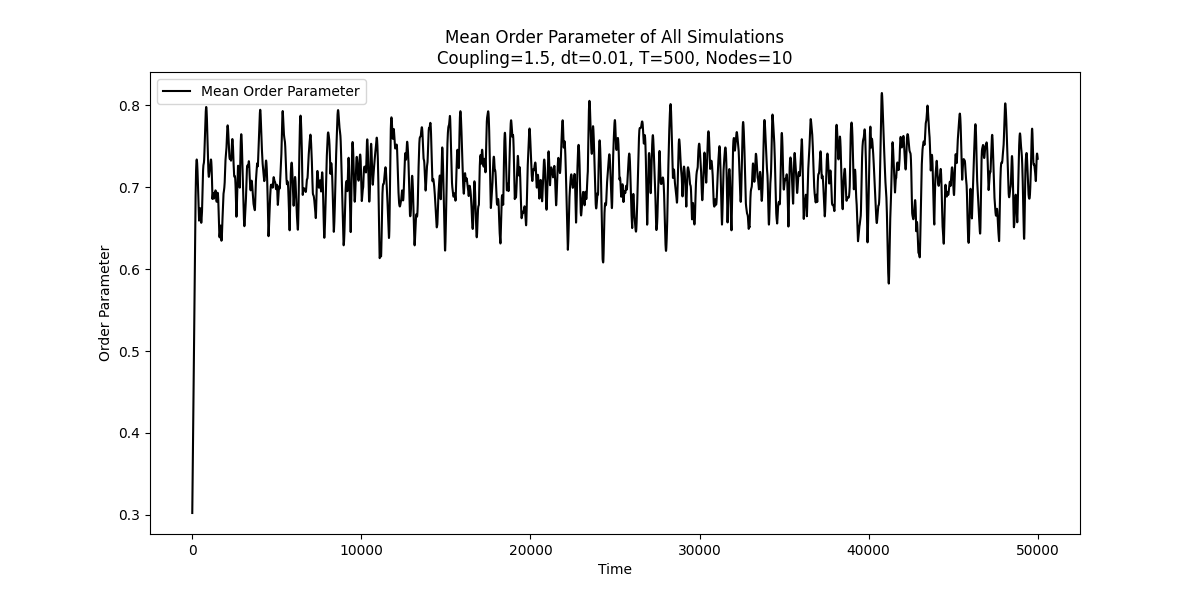 Mean Order Parameter of All Simulations
Coupling=1.5, dt=0.01, T=500, Nodes=10
Mean Order Parameter
0.8
0.7
0.6
0.5
0.4
0.3
Order Parameter
0 10000 20000 30000 40000 50000
Time